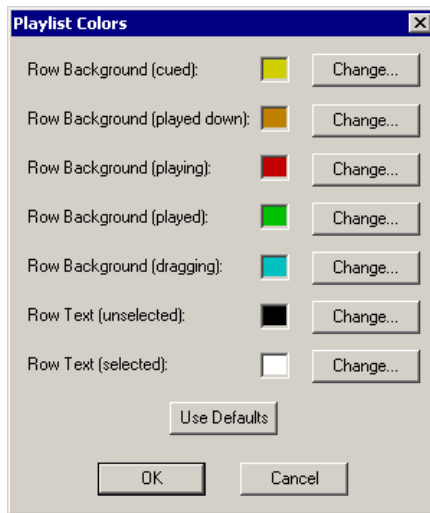 Playlist Colors
Row Background (cued): Change...
Row Background (played down): Change...
Row Background (playing): Change...
Row Background (played): Change...
Row Background (dragging): Change...
Row Text (unselected): Change...
Row Text (selected): Change...
Use Defaults
OK Cancel